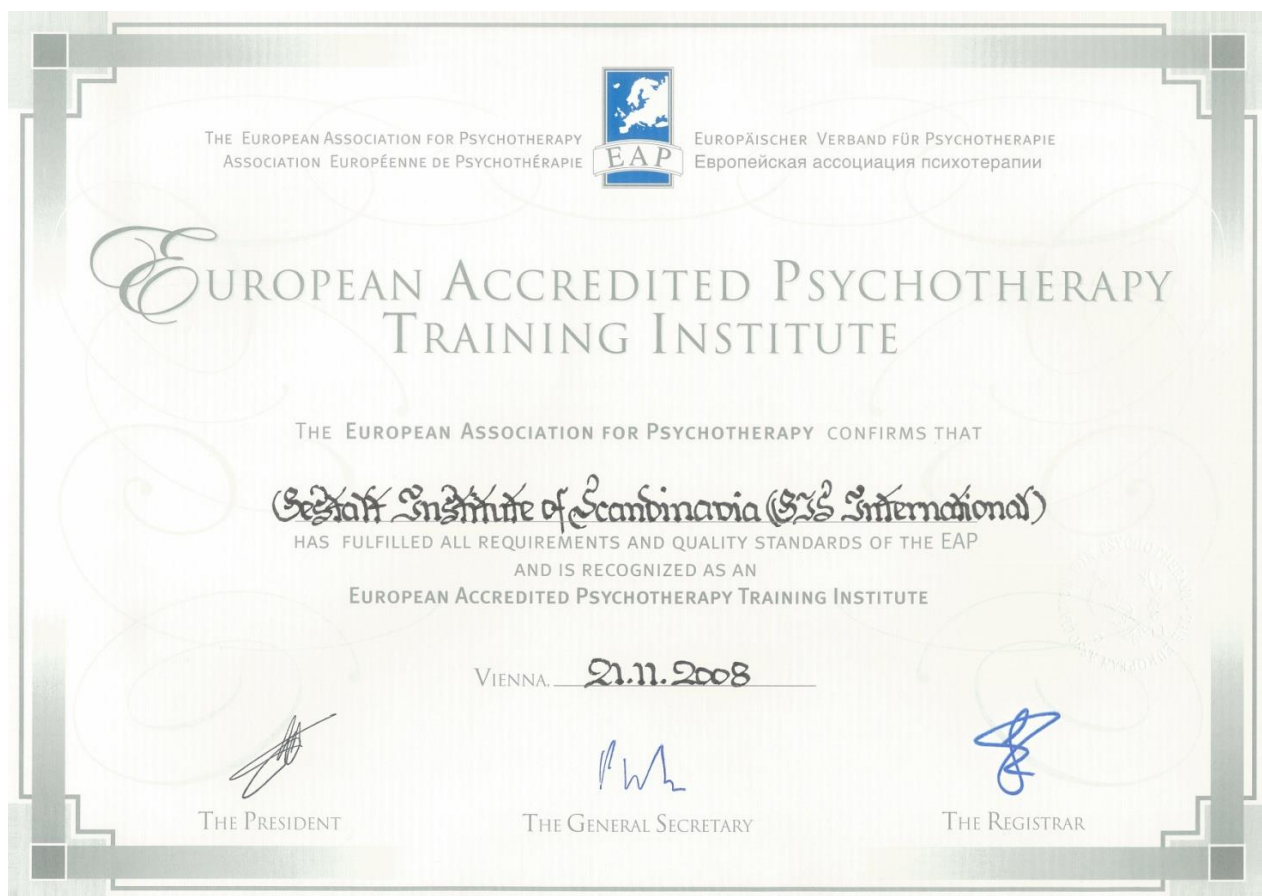 THE EUROPEAN ASSOCIATION FOR PSYCHOTHERAPY
ASSOCIATION EUROPÉENNE DE PSYCHOTHÉRAPIE
EAP
EUROPÄISCHER VERBAND FÜR PSYCHOTHERAPIE
Европейская ассоциация психотерапии
EUROPEAN ACCREDITED PSYCHOTHERAPY
TRAINING INSTITUTE
THE EUROPEAN ASSOCIATION FOR PSYCHOTHERAPY CONFIRMS THAT
Gestalt Institute of Scandinavia (GIS International)
HAS FULFILLED ALL REQUIREMENTS AND QUALITY STANDARDS OF THE EAP
AND IS RECOGNIZED AS AN
EUROPEAN ACCREDITED PSYCHOTHERAPY TRAINING INSTITUTE
VIENNA, 21.11.2008
THE PRESIDENT
THE GENERAL SECRETARY
THE REGISTRAR